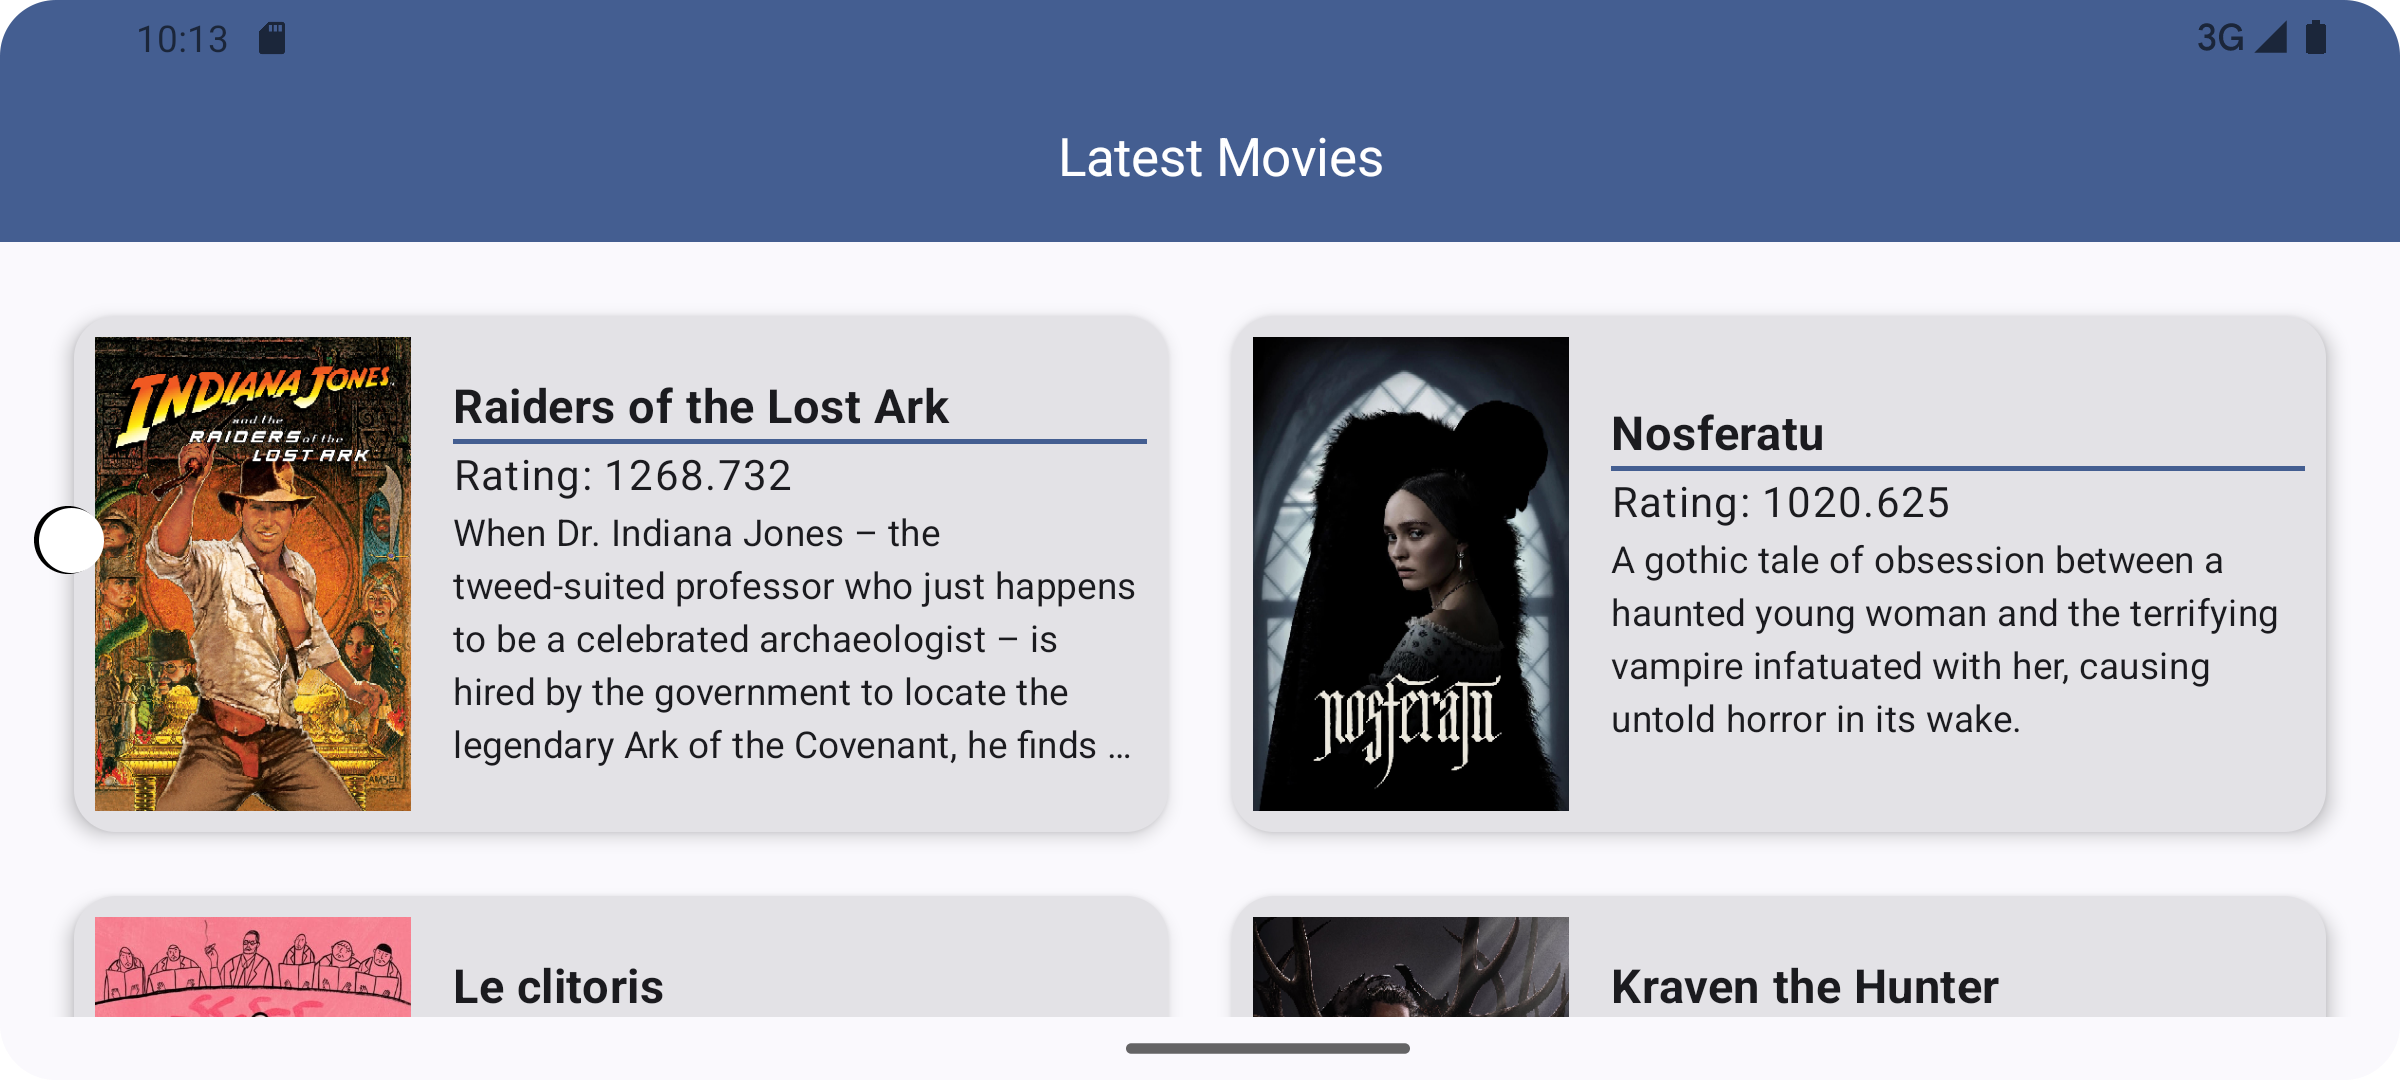 10:13
3G
Latest Movies
INDIANA JONES
and the
RAIDERS of the
LOST ARK
AMSEL
Raiders of the Lost Ark
Rating: 1268.732
When Dr. Indiana Jones – the
tweed-suited professor who just happens
to be a celebrated archaeologist – is
hired by the government to locate the
legendary Ark of the Covenant, he finds ...
nosferatu
Nosferatu
Rating: 1020.625
A gothic tale of obsession between a
haunted young woman and the terrifying
vampire infatuated with her, causing
untold horror in its wake.
Le clitoris
Kraven the Hunter